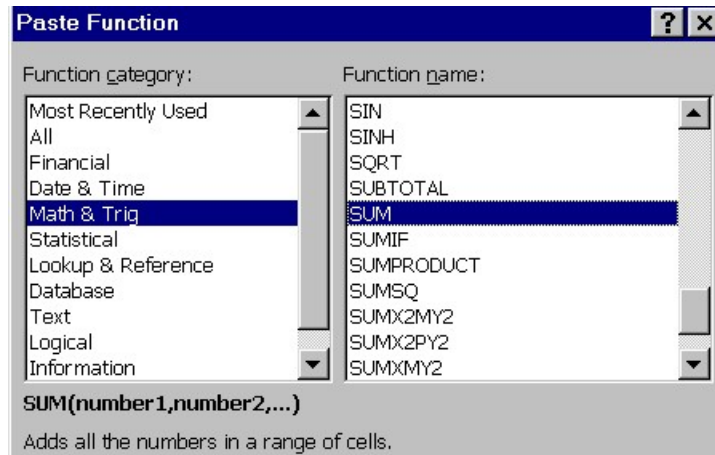 Paste Function
Function category:
Most Recently Used
All
Financial
Date & Time
Math & Trig
Statistical
Lookup & Reference
Database
Text
Logical
Information
Function name:
SIN
SINH
SQRT
SUBTOTAL
SUM
SUMIF
SUMPRODUCT
SUMSQ
SUMX2MY2
SUMX2PY2
SUMXMY2
SUM(number1,number2,...)
Adds all the numbers in a range of cells.